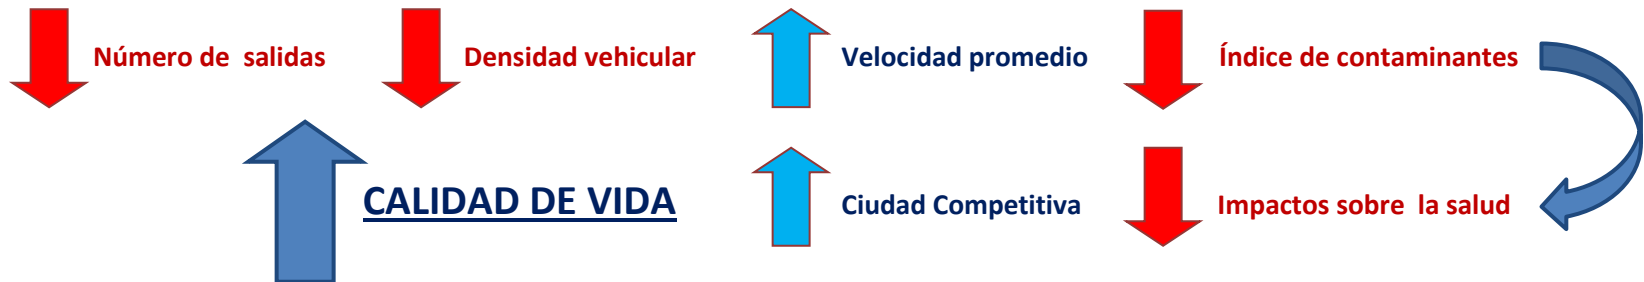 Número de salidas
Densidad vehicular
Velocidad promedio
Índice de contaminantes
CALIDAD DE VIDA
Ciudad Competitiva
Impactos sobre la salud